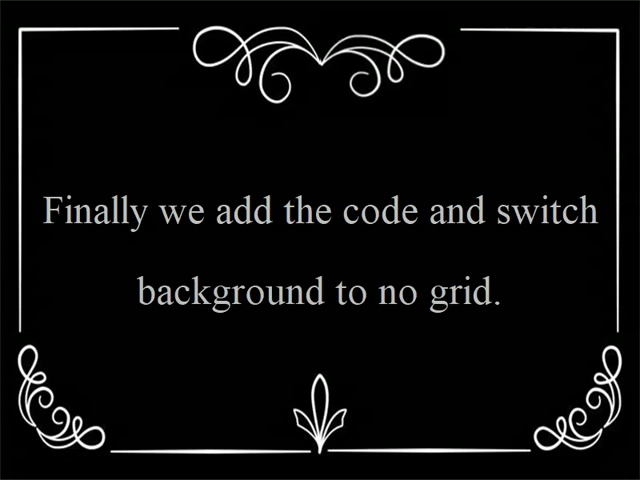 Finally we add the code and switch
background to no grid.